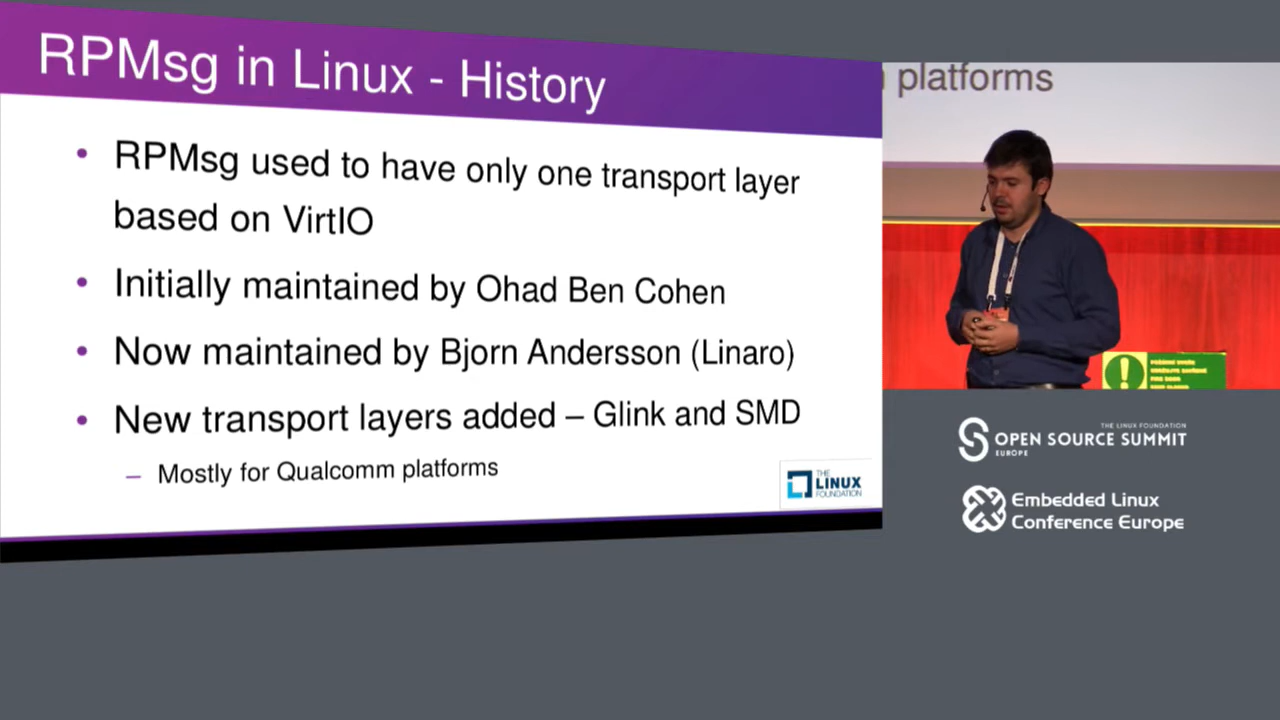 RPMsg in Linux - History
• RPMsg used to have only one transport layer
based on VirtIO
• Initially maintained by Ohad Ben Cohen
• Now maintained by Bjorn Andersson (Linaro)
• New transport layers added – Glink and SMD
– Mostly for Qualcomm platforms
THE
LINUX
FOUNDATION
platforms
THE LINUX FOUNDATION
OPEN SOURCE SUMMIT
EUROPE
Embedded Linux
Conference Europe